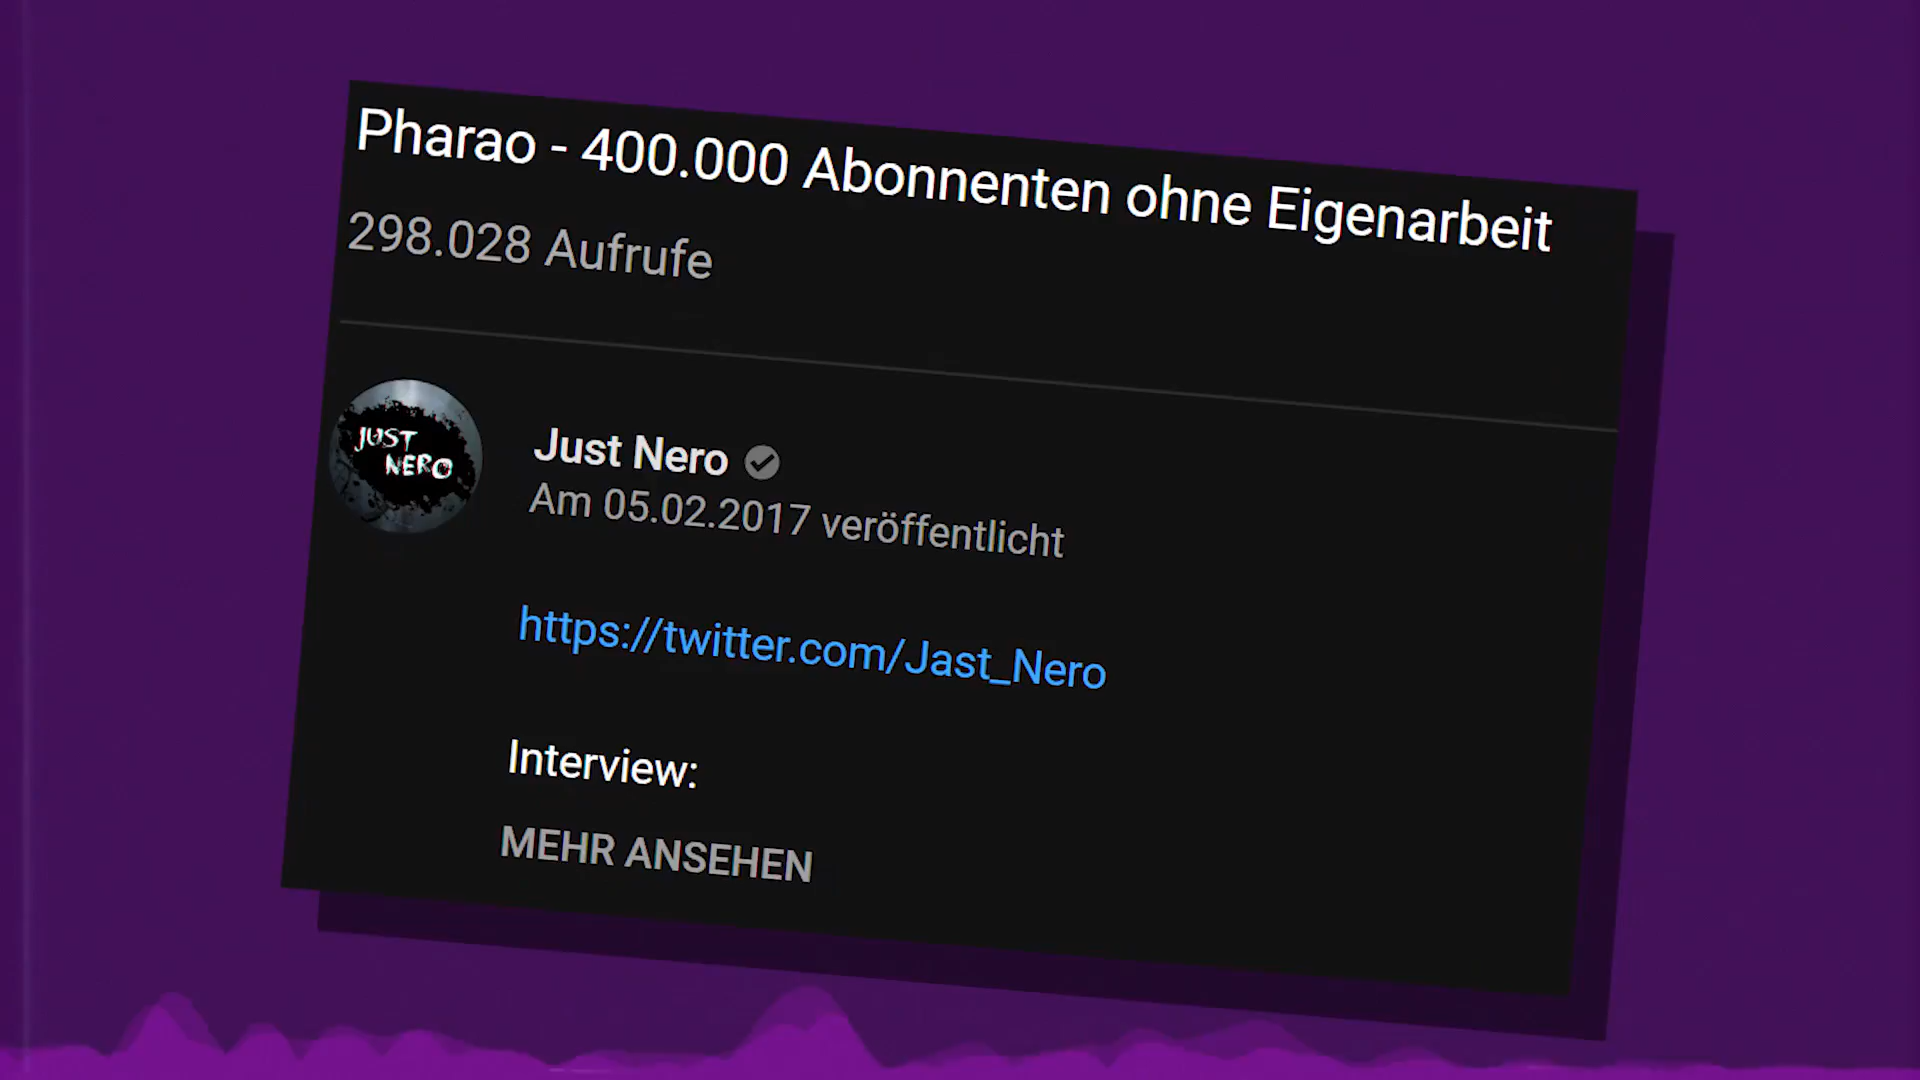 Pharao - 400.000 Abonnenten ohne Eigenarbeit
298.028 Aufrufe
JUST
NERO
Just Nero
Am 05.02.2017 veröffentlicht
https://twitter.com/Jast_Nero
Interview:
MEHR ANSEHEN